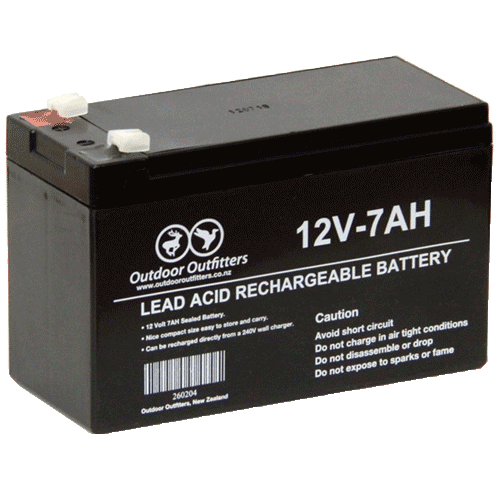 120718
12V-7AH
Outdoor Outfitters
www.outdooroutfitters.co.nz
LEAD ACID RECHARGEABLE BATTERY
• 12 Volt 7AH Sealed Battery.
• Nice compact size easy to store and carry.
• Can be recharged directly from a 240V wall charger.
Caution
Avoid short circuit
Do not charge in air tight conditions
Do not disassemble or drop
Do not expose to sparks or fame
260204
Outdoor Outfitters, New Zealand